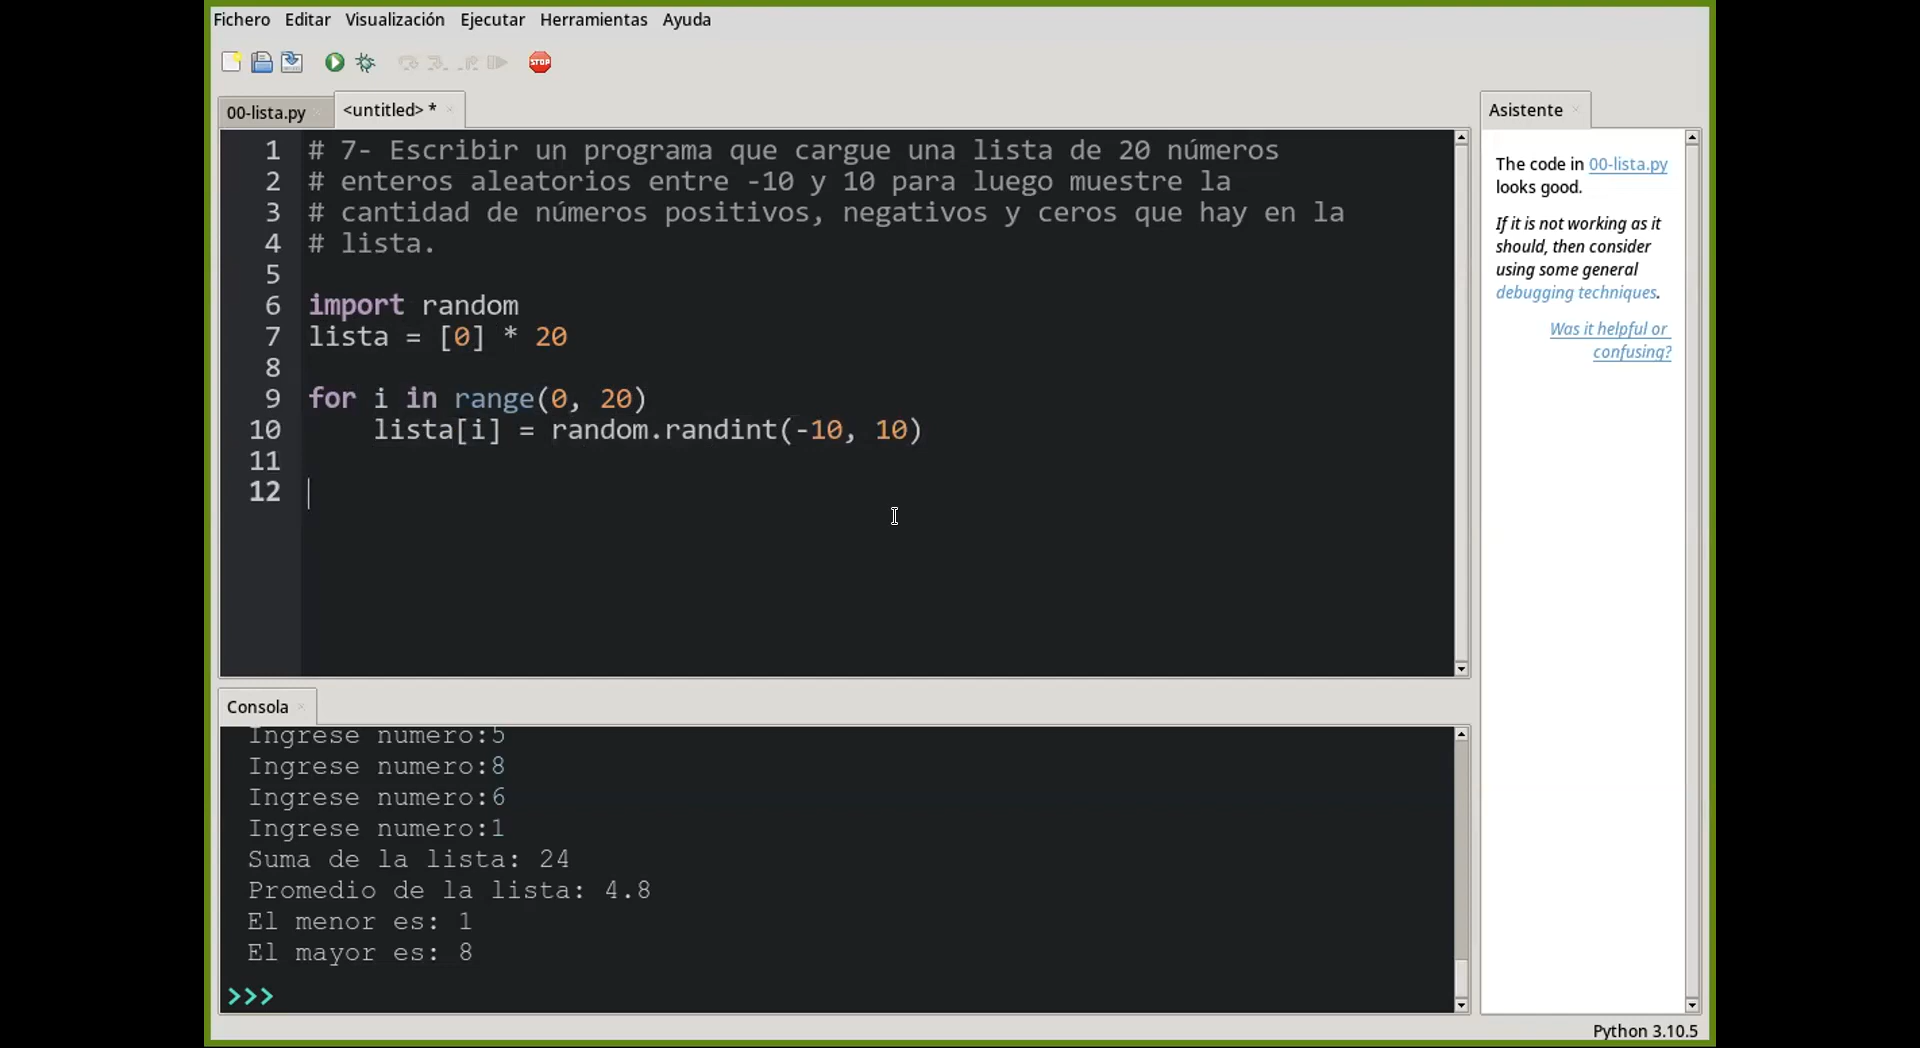 Fichero Editar Visualización Ejecutar Herramientas Ayuda
STOP
00-lista.py
<untitled> *
1 # 7- Escribir un programa que cargue una lista de 20 números
2 # enteros aleatorios entre -10 y 10 para luego muestre la
3 # cantidad de números positivos, negativos y ceros que hay en la
4 # lista.
5
6 import random
7 lista = [0] * 20
8
9 for i in range(0, 20)
10     lista[i] = random.randint(-10, 10)
11
12
Consola
Ingrese numero:5
Ingrese numero:8
Ingrese numero:6
Ingrese numero:1
Suma de la lista: 24
Promedio de la lista: 4.8
El menor es: 1
El mayor es: 8
>>>
Asistente
The code in 00-lista.py
looks good.
If it is not working as it
should, then consider
using some general
debugging techniques.
Was it helpful or
confusing?
Python 3.10.5